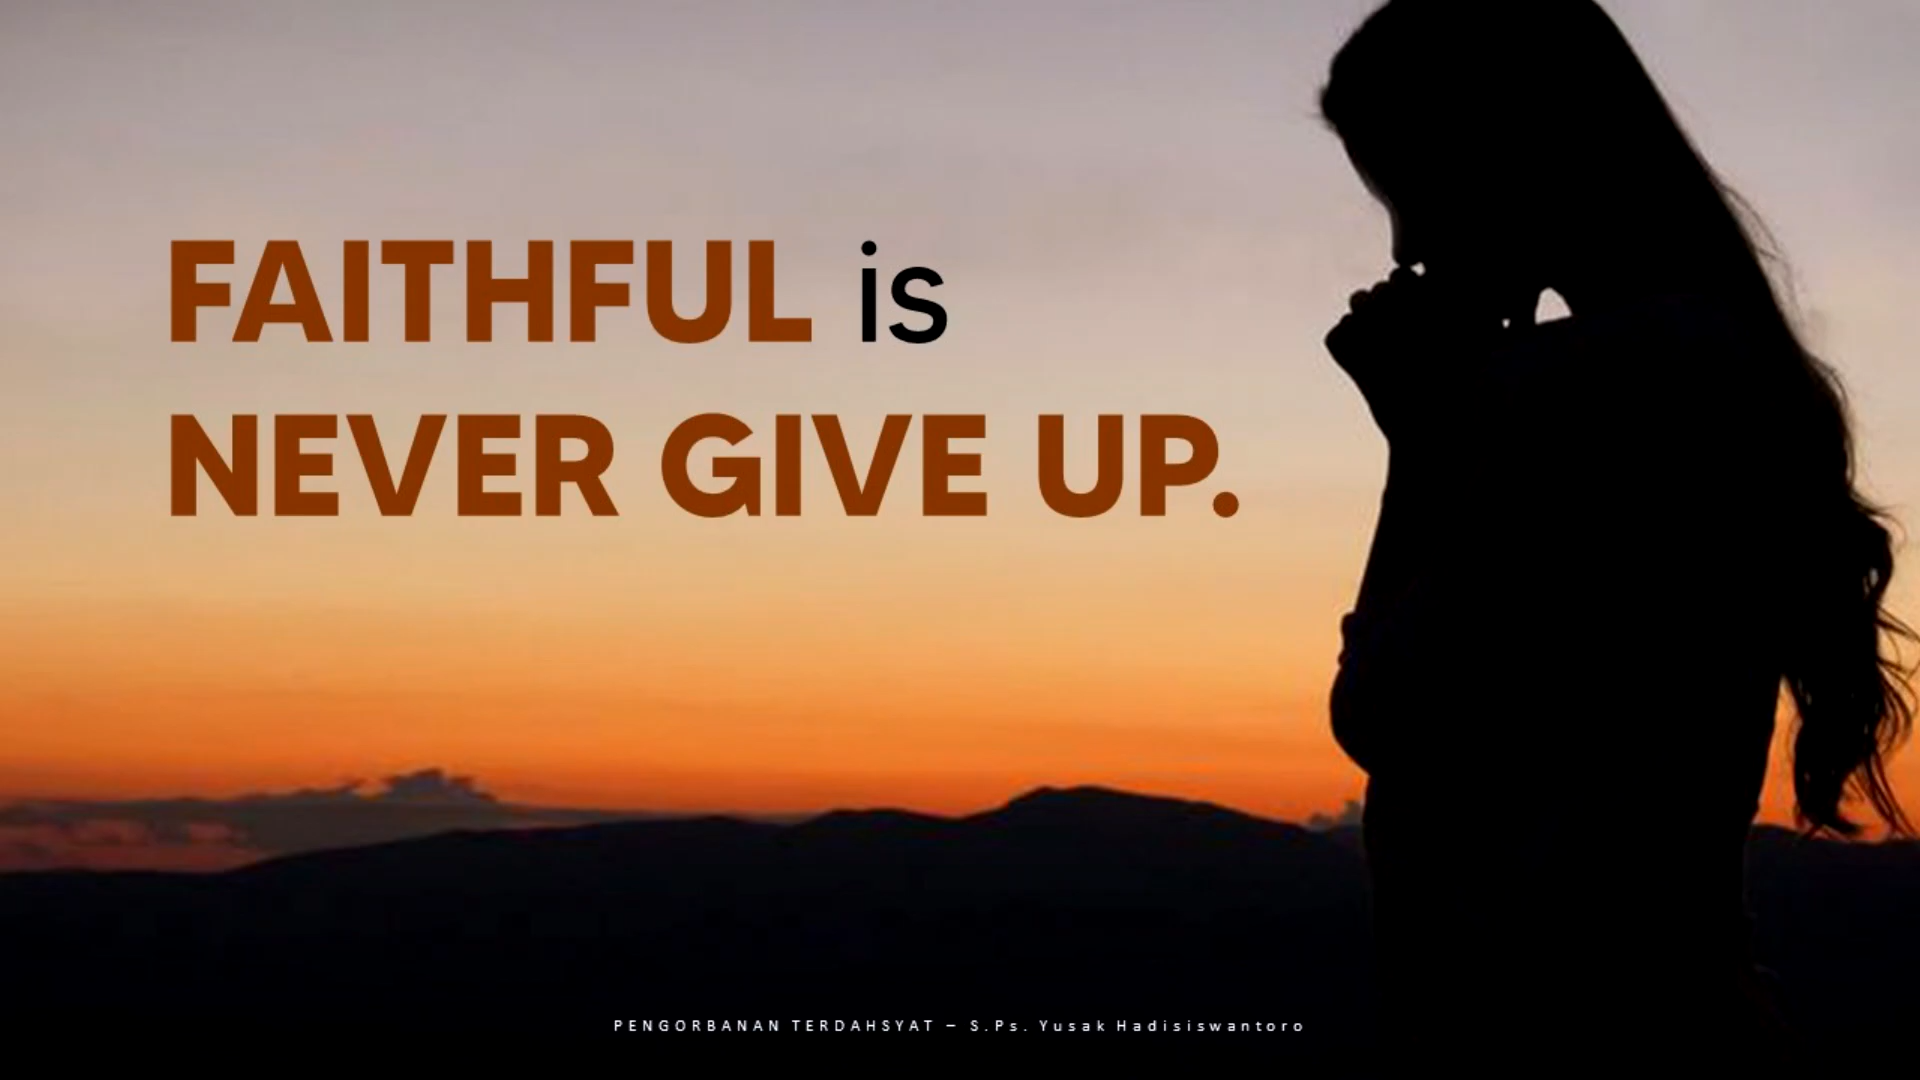 FAITHFUL is
NEVER GIVE UP.
PENGORBANAN TERDAHSYAT – S.Ps. Yusak Hadisiswantoro